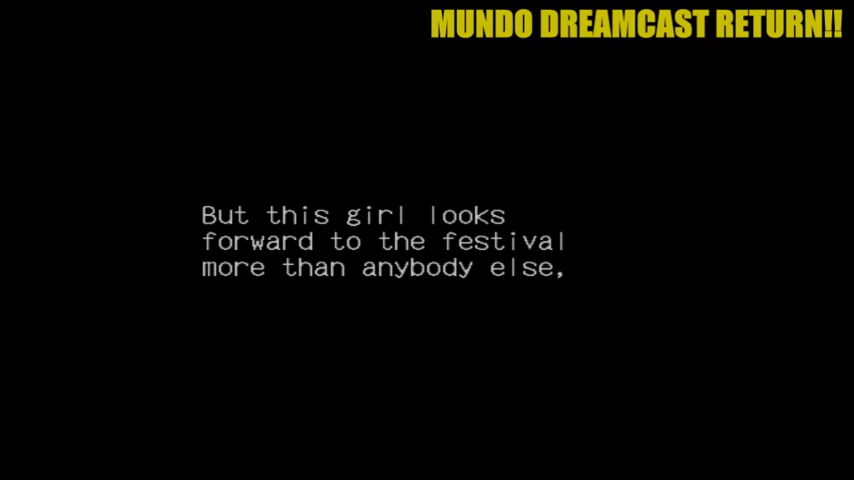 MUNDO DREAMCAST RETURN!!
But this girl looks
forward to the festival
more than anybody else,